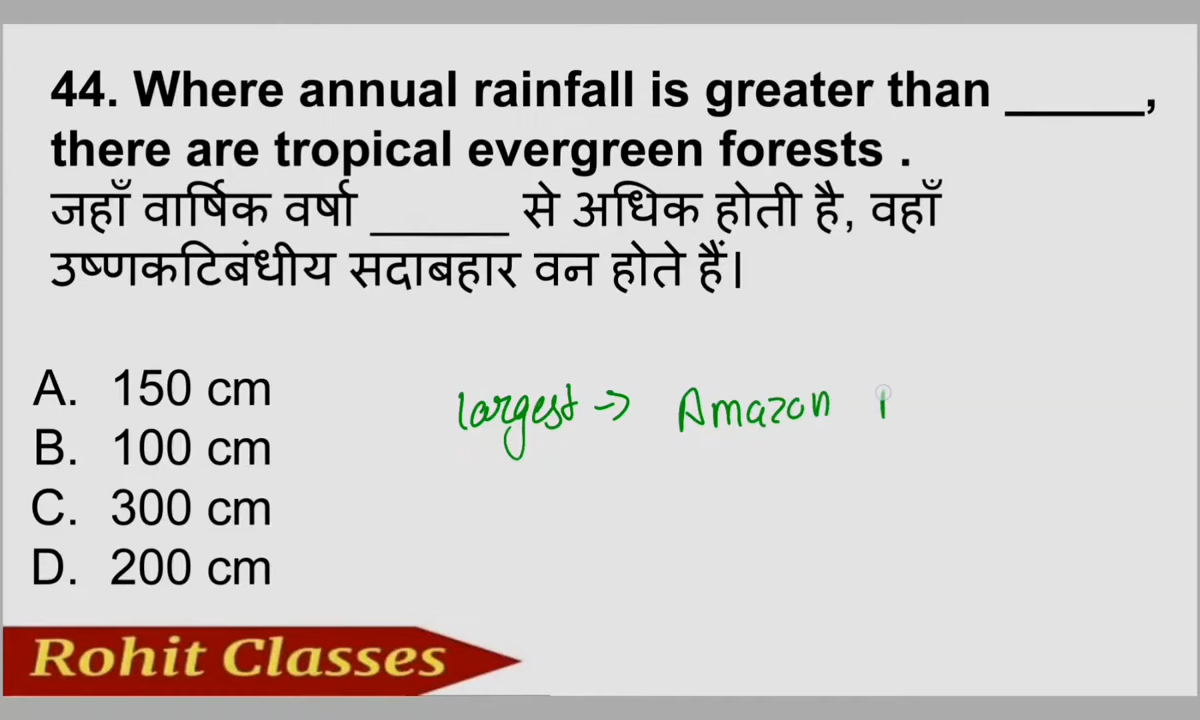 44. Where annual rainfall is greater than _____,
there are tropical evergreen forests .
जहाँ वार्षिक वर्षा _____ से अधिक होती है, वहाँ
उष्णकटिबंधीय सदाबहार वन होते हैं।
A. 150 cm
largest → Amazon
B. 100 cm
C. 300 cm
D. 200 cm
Rohit Classes